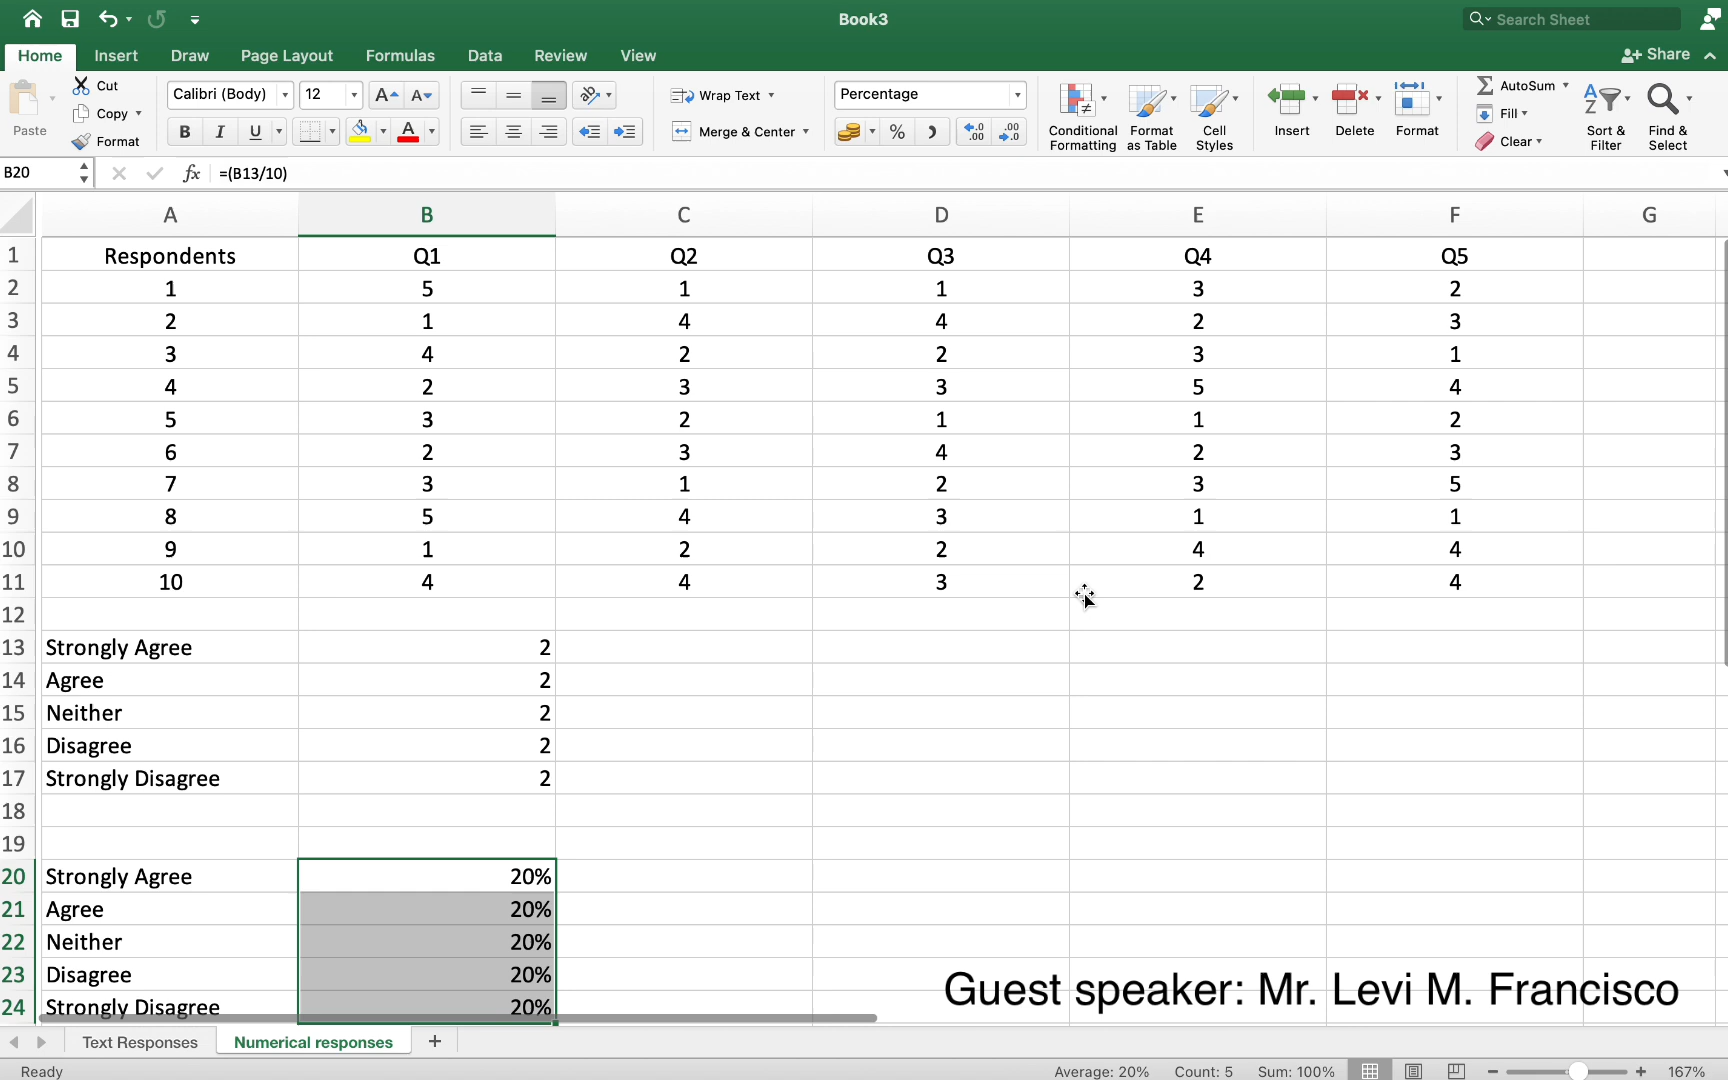 Book3
Search Sheet
Home Insert Draw Page Layout Formulas Data Review View Share
Paste Cut Copy Format
Calibri (Body) 12
B I U A
Wrap Text
Merge & Center
Percentage
%
Conditional Formatting
Format as Table
Cell Styles
Insert Delete Format
AutoSum
Fill
Clear
Sort & Filter
Find & Select
B20 fx =(B13/10)
A B C D E F G
1 Respondents Q1 Q2 Q3 Q4 Q5
2 1 5 1 1 3 2
3 2 1 4 4 2 3
4 3 4 2 2 3 1
5 4 2 3 3 5 4
6 5 3 2 1 1 2
7 6 2 3 4 2 3
8 7 3 1 2 3 5
9 8 5 4 3 1 1
10 9 1 2 2 4 4
11 10 4 4 3 2 4
12
13 Strongly Agree 2
14 Agree 2
15 Neither 2
16 Disagree 2
17 Strongly Disagree 2
18
19
20 Strongly Agree 20%
21 Agree 20%
22 Neither 20%
23 Disagree 20%
24 Strongly Disagree 20%
Guest speaker: Mr. Levi M. Francisco
Text Responses Numerical responses +
Ready Average: 20% Count: 5 Sum: 100% 167%